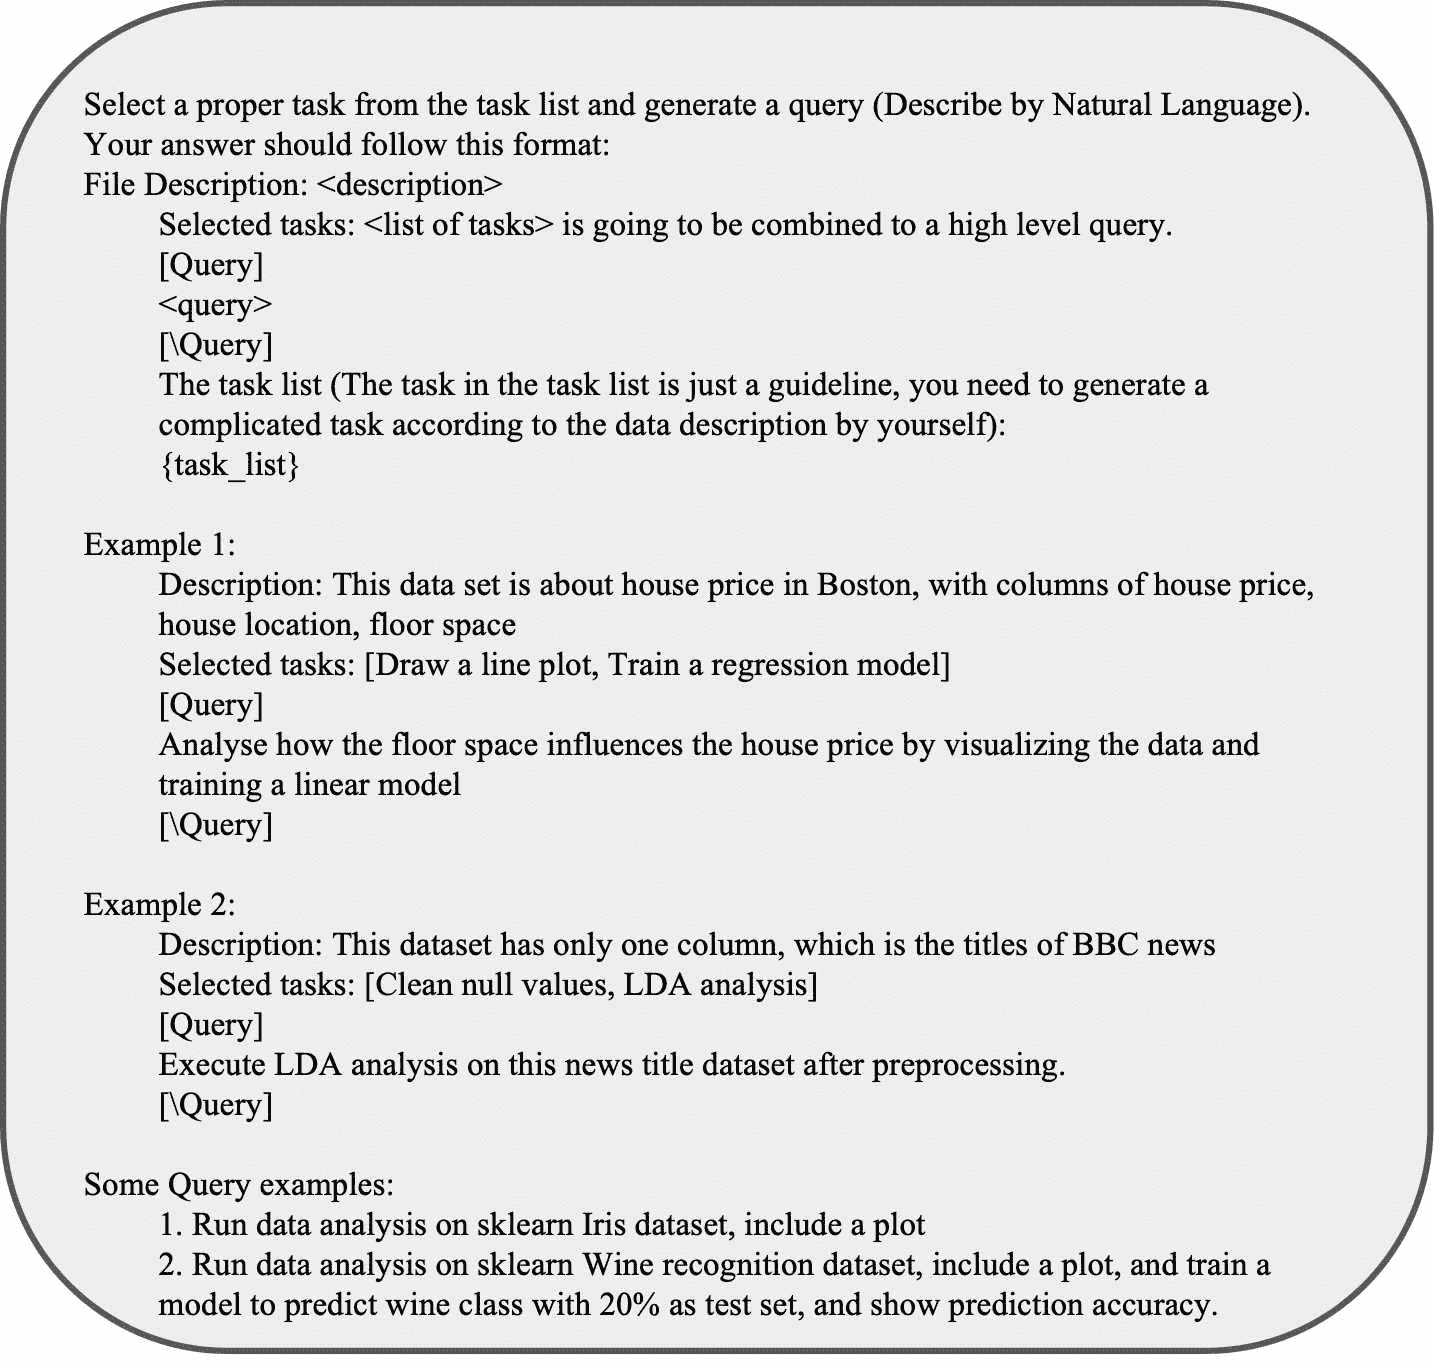 Select a proper task from the task list and generate a query (Describe by Natural Language).
Your answer should follow this format:
File Description: <description>
Selected tasks: <list of tasks> is going to be combined to a high level query.
[Query]
<query>
[\Query]
The task list (The task in the task list is just a guideline, you need to generate a
complicated task according to the data description by yourself):
{task_list}
Example 1:
Description: This data set is about house price in Boston, with columns of house price,
house location, floor space
Selected tasks: [Draw a line plot, Train a regression model]
[Query]
Analyse how the floor space influences the house price by visualizing the data and
training a linear model
[\Query]
Example 2:
Description: This dataset has only one column, which is the titles of BBC news
Selected tasks: [Clean null values, LDA analysis]
[Query]
Execute LDA analysis on this news title dataset after preprocessing.
[\Query]
Some Query examples:
1. Run data analysis on sklearn Iris dataset, include a plot
2. Run data analysis on sklearn Wine recognition dataset, include a plot, and train a
model to predict wine class with 20% as test set, and show prediction accuracy.